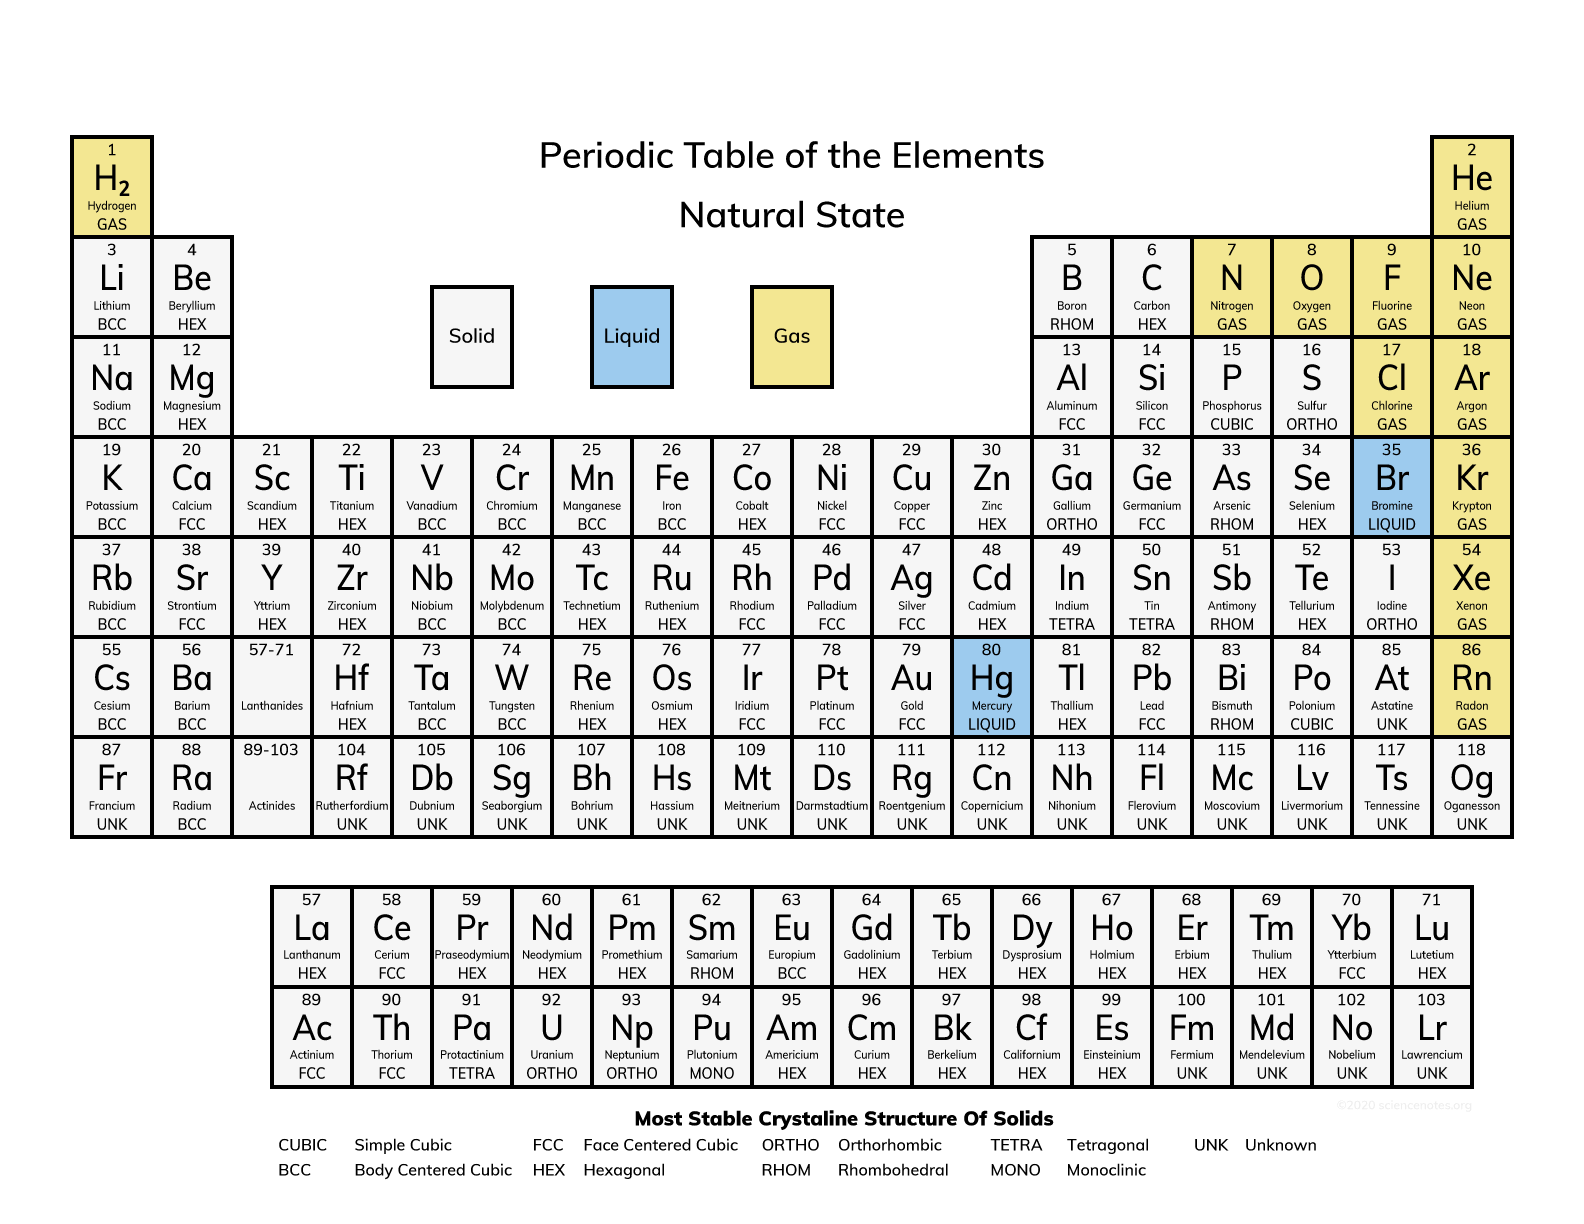 Periodic Table of the Elements
Natural State
Solid Liquid Gas
1 2
H₂ He
Hydrogen Helium
GAS GAS
3 4 5 6 7 8 9 10
Li Be B C N O F Ne
Lithium Beryllium Boron Carbon Nitrogen Oxygen Fluorine Neon
BCC HEX RHOM HEX GAS GAS GAS GAS
11 12 13 14 15 16 17 18
Na Mg Al Si P S Cl Ar
Sodium Magnesium Aluminum Silicon Phosphorus Sulfur Chlorine Argon
BCC HEX FCC FCC CUBIC ORTHO GAS GAS
19 20 21 22 23 24 25 26 27 28 29 30 31 32 33 34 35 36
K Ca Sc Ti V Cr Mn Fe Co Ni Cu Zn Ga Ge As Se Br Kr
Potassium Calcium Scandium Titanium Vanadium Chromium Manganese Iron Cobalt Nickel Copper Zinc Gallium Germanium Arsenic Selenium Bromine Krypton
BCC FCC HEX HEX BCC BCC BCC BCC HEX FCC FCC HEX ORTHO FCC RHOM HEX LIQUID GAS
37 38 39 40 41 42 43 44 45 46 47 48 49 50 51 52 53 54
Rb Sr Y Zr Nb Mo Tc Ru Rh Pd Ag Cd In Sn Sb Te I Xe
Rubidium Strontium Yttrium Zirconium Niobium Molybdenum Technetium Ruthenium Rhodium Palladium Silver Cadmium Indium Tin Antimony Tellurium Iodine Xenon
BCC FCC HEX HEX BCC BCC HEX HEX FCC FCC FCC HEX TETRA TETRA RHOM HEX ORTHO GAS
55 56 57-71 72 73 74 75 76 77 78 79 80 81 82 83 84 85 86
Cs Ba Hf Ta W Re Os Ir Pt Au Hg Tl Pb Bi Po At Rn
Cesium Barium Lanthanides Hafnium Tantalum Tungsten Rhenium Osmium Iridium Platinum Gold Mercury Thallium Lead Bismuth Polonium Astatine Radon
BCC BCC HEX BCC BCC HEX HEX FCC FCC FCC LIQUID HEX FCC RHOM CUBIC UNK GAS
87 88 89-103 104 105 106 107 108 109 110 111 112 113 114 115 116 117 118
Fr Ra Rf Db Sg Bh Hs Mt Ds Rg Cn Nh Fl Mc Lv Ts Og
Francium Radium Actinides Rutherfordium Dubnium Seaborgium Bohrium Hassium Meitnerium Darmstadtium Roentgenium Copernicium Nihonium Flerovium Moscovium Livermorium Tennessine Oganesson
UNK BCC UNK UNK UNK UNK UNK UNK UNK UNK UNK UNK UNK UNK UNK UNK UNK
57 58 59 60 61 62 63 64 65 66 67 68 69 70 71
La Ce Pr Nd Pm Sm Eu Gd Tb Dy Ho Er Tm Yb Lu
Lanthanum Cerium Praseodymium Neodymium Promethium Samarium Europium Gadolinium Terbium Dysprosium Holmium Erbium Thulium Ytterbium Lutetium
HEX FCC HEX HEX HEX RHOM BCC HEX HEX HEX HEX HEX HEX FCC HEX
89 90 91 92 93 94 95 96 97 98 99 100 101 102 103
Ac Th Pa U Np Pu Am Cm Bk Cf Es Fm Md No Lr
Actinium Thorium Protactinium Uranium Neptunium Plutonium Americium Curium Berkelium Californium Einsteinium Fermium Mendelevium Nobelium Lawrencium
FCC FCC TETRA ORTHO ORTHO MONO HEX HEX HEX HEX HEX UNK UNK UNK UNK
©2020 sciencenotes.org
Most Stable Crystaline Structure Of Solids
CUBIC Simple Cubic FCC Face Centered Cubic ORTHO Orthorhombic TETRA Tetragonal UNK Unknown
BCC Body Centered Cubic HEX Hexagonal RHOM Rhombohedral MONO Monoclinic